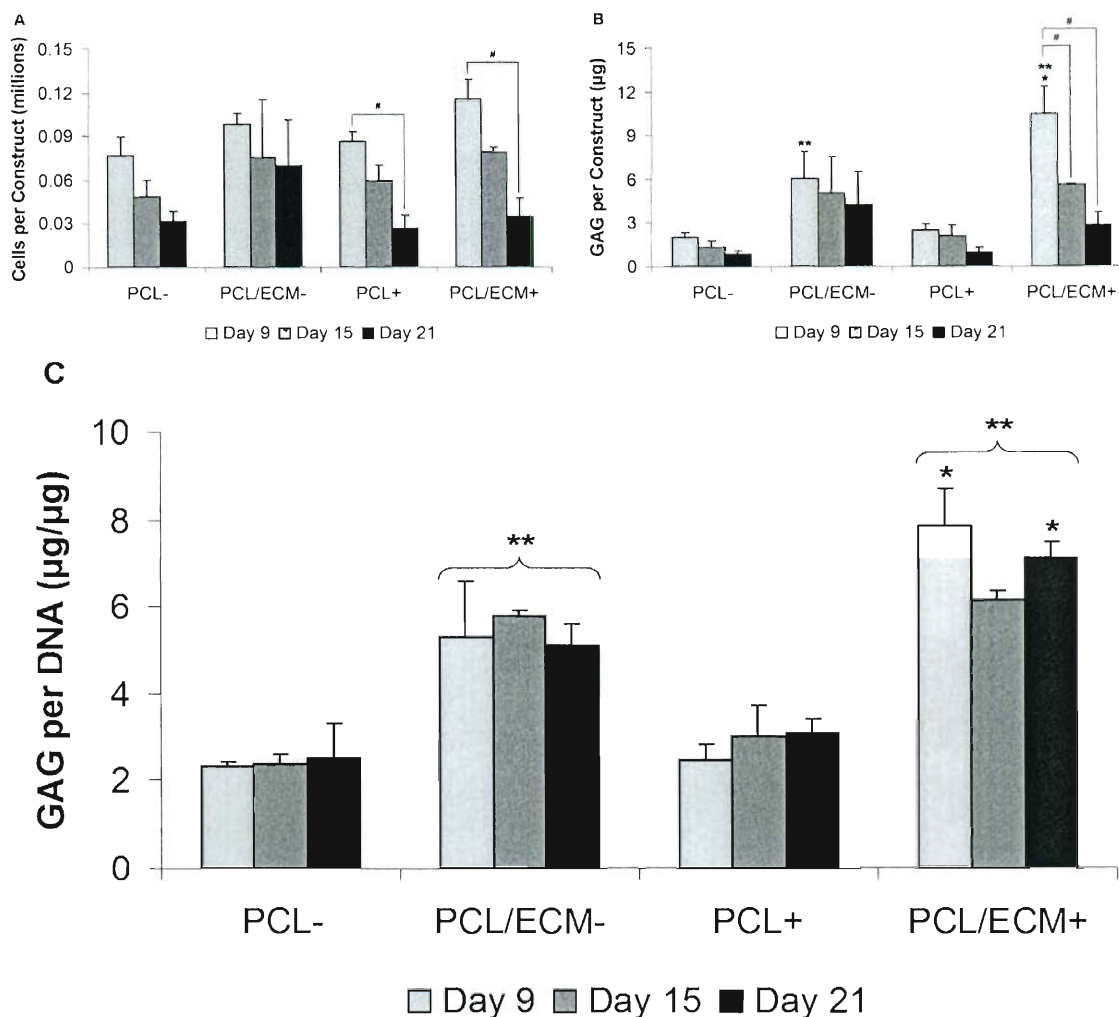 A
Cells per Construct (millions)
0.15
0.12
0.09
0.06
0.03
0
#
#
PCL-
PCL/ECM-
PCL+
PCL/ECM+
Day 9 Day 15 Day 21
B
GAG per Construct (µg)
15
12
9
6
3
0
**
#
#
**
*
PCL-
PCL/ECM-
PCL+
PCL/ECM+
Day 9 Day 15 Day 21
C
GAG per DNA (µg/µg)
10
8
6
4
2
0
**
**
*
*
PCL-
PCL/ECM-
PCL+
PCL/ECM+
Day 9 Day 15 Day 21